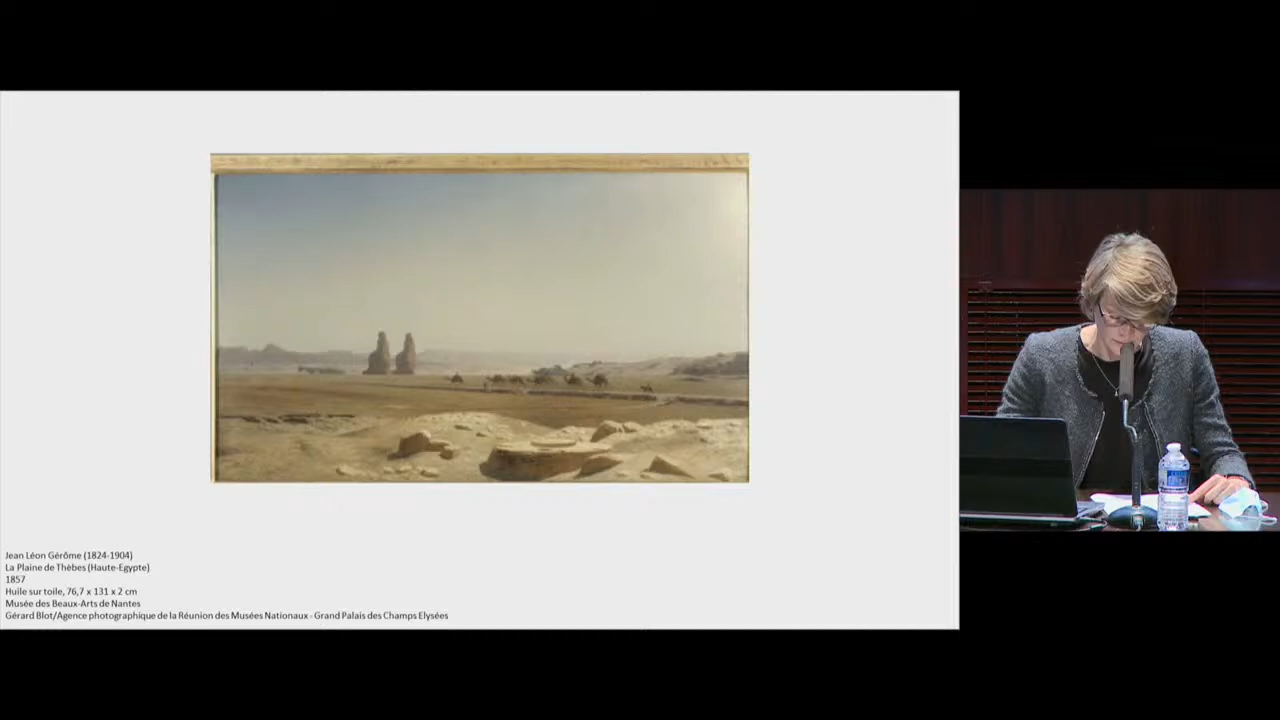 Jean Léon Gérôme (1824-1904)
La Plaine de Thèbes (Haute-Egypte)
1857
Huile sur toile, 76,7 x 131 x 2 cm
Musée des Beaux-Arts de Nantes
Gérard Blot/Agence photographique de la Réunion des Musées Nationaux - Grand Palais des Champs Elysées